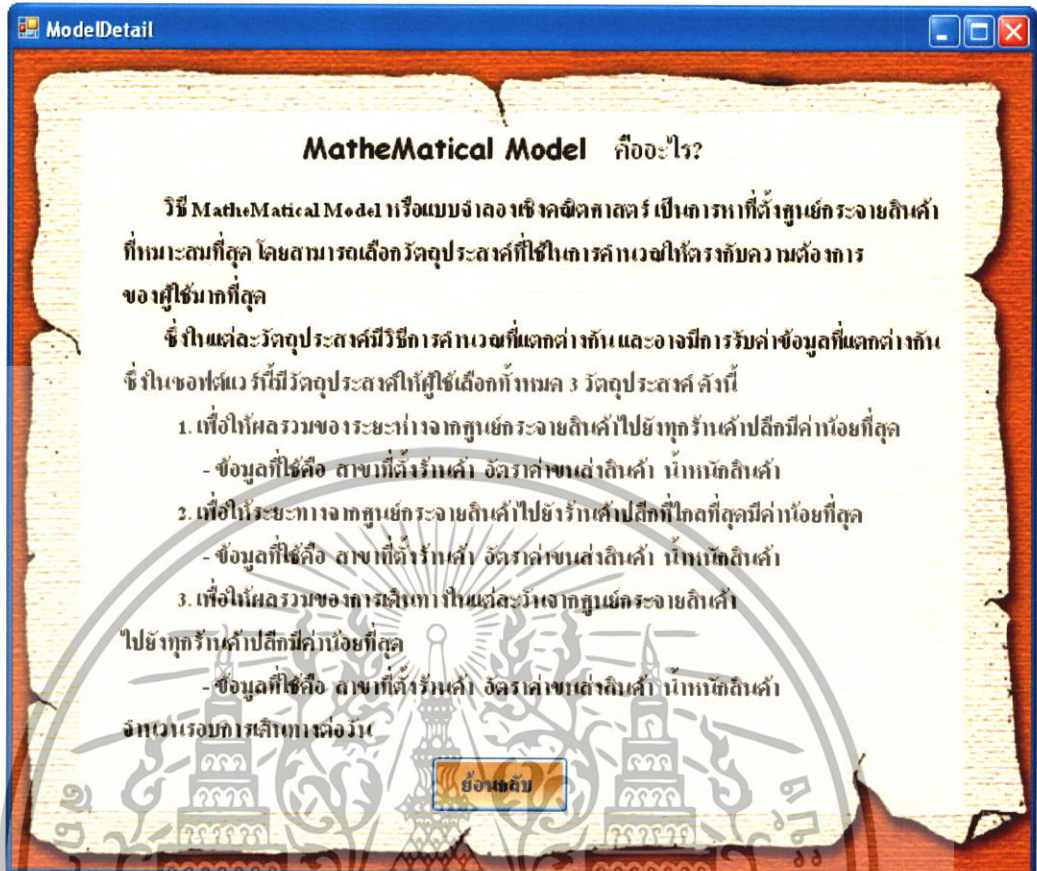 ModelDetail
MatheMatical Model คืออะไร?
วิธี MatheMatical Model หรือแบบจำลองเชิงคณิตศาสตร์ เป็นการหาที่ตั้งศูนย์กระจายสินค้า
ที่เหมาะสมที่สุด โดยสามารถเลือกวัตถุประสงค์ที่ใช้ในการคำนวณให้ตรงกับความต้องการ
ของผู้ใช้มากที่สุด
ซึ่งในแต่ละวัตถุประสงค์มีวิธีการคำนวณที่แตกต่างกัน และอาจมีการรับค่าข้อมูลที่แตกต่างกัน
ซึ่งในซอฟต์แวร์นี้มีวัตถุประสงค์ให้ผู้ใช้เลือกทั้งหมด 3 วัตถุประสงค์ ดังนี้
1. เพื่อให้ผลรวมของระยะห่างจากศูนย์กระจายสินค้าไปยังทุกร้านค้าปลีกมีค่าน้อยที่สุด
- ข้อมูลที่ใช้คือ สาขาที่ตั้งร้านค้า อัตราค่าขนส่งสินค้า น้ำหนักสินค้า
2. เพื่อให้ระยะทางจากศูนย์กระจายสินค้าไปยังร้านค้าปลีกที่ไกลที่สุดมีค่าน้อยที่สุด
- ข้อมูลที่ใช้คือ สาขาที่ตั้งร้านค้า อัตราค่าขนส่งสินค้า น้ำหนักสินค้า
3. เพื่อให้ผลรวมของการเดินทางในแต่ละวันจากศูนย์กระจายสินค้า
ไปยังทุกร้านค้าปลีกมีค่าน้อยที่สุด
- ข้อมูลที่ใช้คือ สาขาที่ตั้งร้านค้า อัตราค่าขนส่งสินค้า น้ำหนักสินค้า
จำนวนรอบการเดินทางต่อวัน
ย้อนกลับ